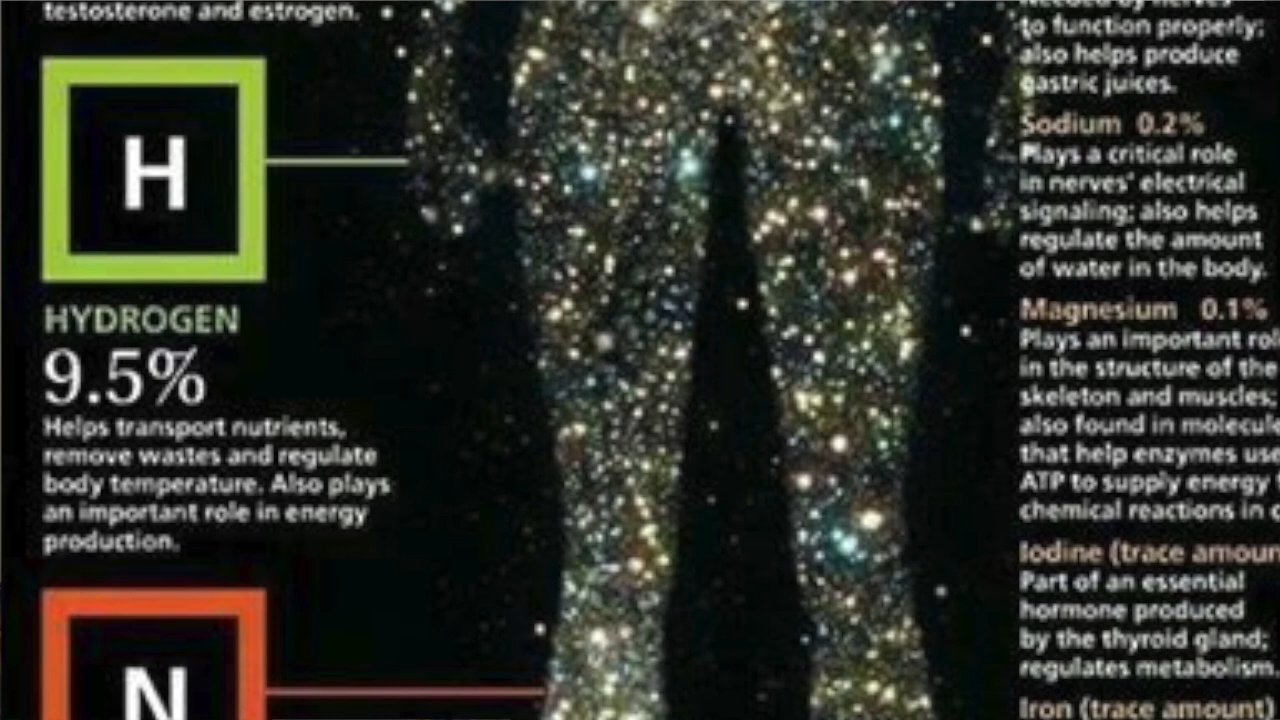 testosterone and estrogen.
H
HYDROGEN
9.5%
Helps transport nutrients,
remove wastes and regulate
body temperature. Also plays
an important role in energy
production.
N
needed by nerves
to function properly;
also helps produce
gastric juices.
Sodium 0.2%
Plays a critical role
in nerves' electrical
signaling; also helps
regulate the amount
of water in the body.
Magnesium 0.1%
Plays an important
in the structure of the
skeleton and muscles;
also found in
that help enzymes use
ATP to supply energy
chemical reactions in
Iodine (trace
Part of an essential
hormone produced
by the thyroid gland;
regulates metabolism.
Iron (trace amount)